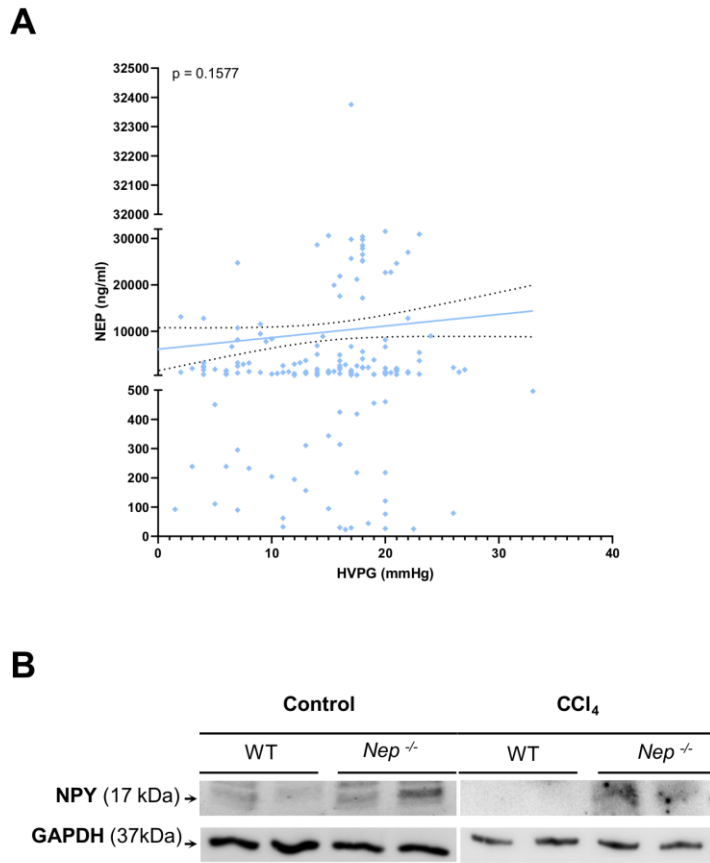 A
p = 0.1577
32500
32400
32300
32200
32100
32000
30000
20000
10000
500
400
300
200
100
0
NEP (ng/ml)
0 10 20 30 40
HVPG (mmHg)
B
Control CCl₄
WT Nep -/- WT Nep -/-
NPY (17 kDa)
GAPDH (37kDa)